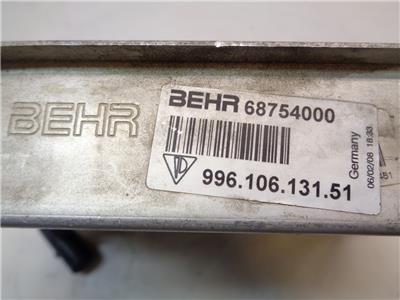 BEHR
BEHR 68754000
996.106.131.51
Germany
06/02/08 18:33